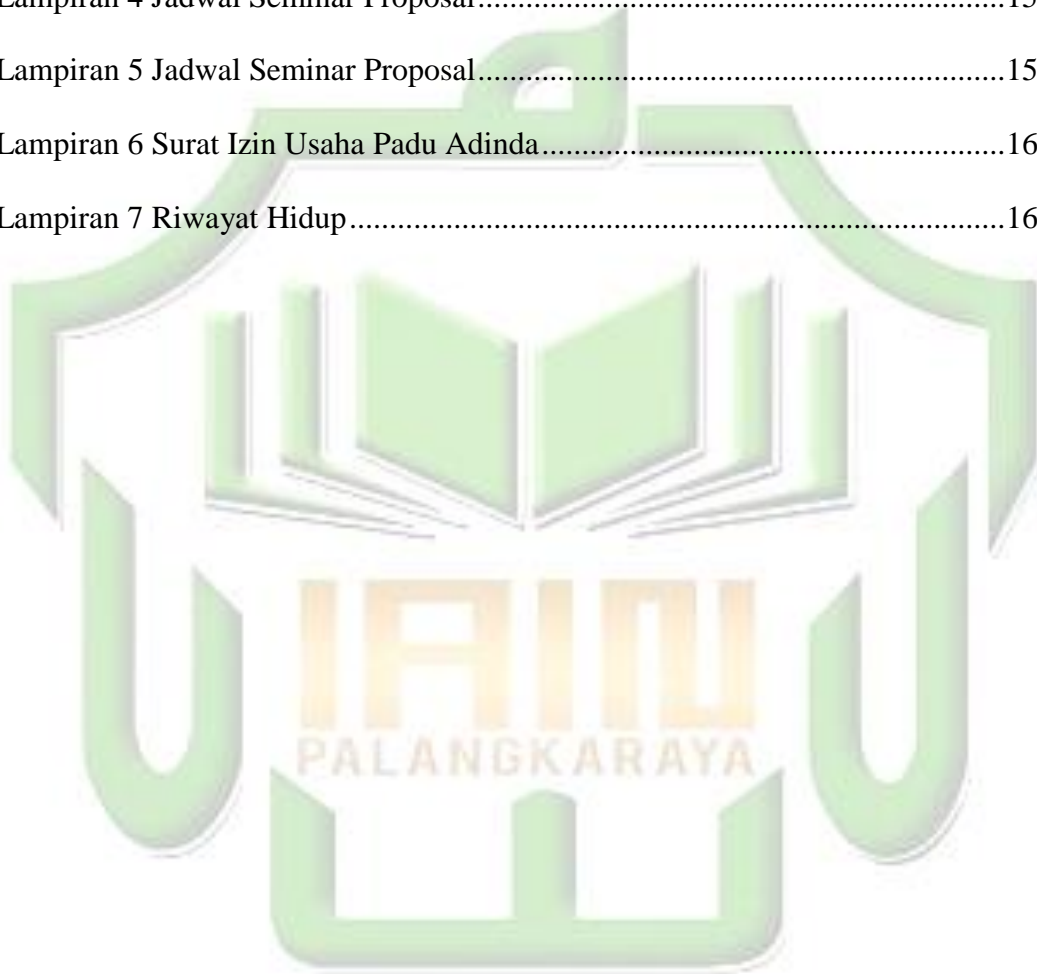 Lampiran 4 Jadwal Seminar Proposal....................................................................15
Lampiran 5 Jadwal Seminar Proposal....................................................................15
Lampiran 6 Surat Izin Usaha Padu Adinda............................................................16
Lampiran 7 Riwayat Hidup.....................................................................................16
IAIN
PALANGKARAYA